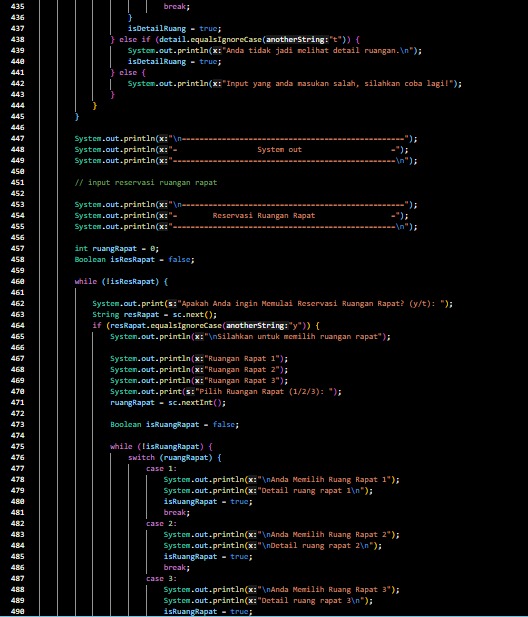 435 break;
436 }
437 isDetailRuang = true;
438 } else if (detail.equalsIgnoreCase(anotherString:"t")) {
439 System.out.println(x:"Anda tidak jadi melihat detail ruangan.\n");
440 isDetailRuang = true;
441 } else {
442 System.out.println(x:"Input yang anda masukan salah, silahkan coba lagi!");
443 }
444 }
445 }
446
447 System.out.println(x:"\n==================================================");
448 System.out.println(x:"= System out =");
449 System.out.println(x:"==================================================\n");
450
451 // input reservasi ruangan rapat
452
453 System.out.println(x:"\n==================================================");
454 System.out.println(x:"= Reservasi Ruangan Rapat =");
455 System.out.println(x:"==================================================\n");
456
457 int ruangRapat = 0;
458 Boolean isResRapat = false;
459
460 while (!isResRapat) {
461
462 System.out.print(s:"Apakah Anda ingin Memulai Reservasi Ruangan Rapat? (y/t): ");
463 String resRapat = sc.next();
464 if (resRapat.equalsIgnoreCase(anotherString:"y")) {
465 System.out.println(x:"\nSilahkan untuk memilih ruangan rapat");
466
467 System.out.println(x:"Ruangan Rapat 1");
468 System.out.println(x:"Ruangan Rapat 2");
469 System.out.println(x:"Ruangan Rapat 3");
470 System.out.print(s:"Pilih Ruangan Rapat (1/2/3): ");
471 ruangRapat = sc.nextInt();
472
473 Boolean isRuangRapat = false;
474
475 while (!isRuangRapat) {
476 switch (ruangRapat) {
477 case 1:
478 System.out.println(x:"\nAnda Memilih Ruang Rapat 1");
479 System.out.println(x:"Detail ruang rapat 1\n");
480 isRuangRapat = true;
481 break;
482 case 2:
483 System.out.println(x:"\nAnda Memilih Ruang Rapat 2");
484 System.out.println(x:"\nDetail ruang rapat 2\n");
485 isRuangRapat = true;
486 break;
487 case 3:
488 System.out.println(x:"\nAnda Memilih Ruang Rapat 3");
489 System.out.println(x:"Detail ruang rapat 3\n");
490 isRuangRapat = true;